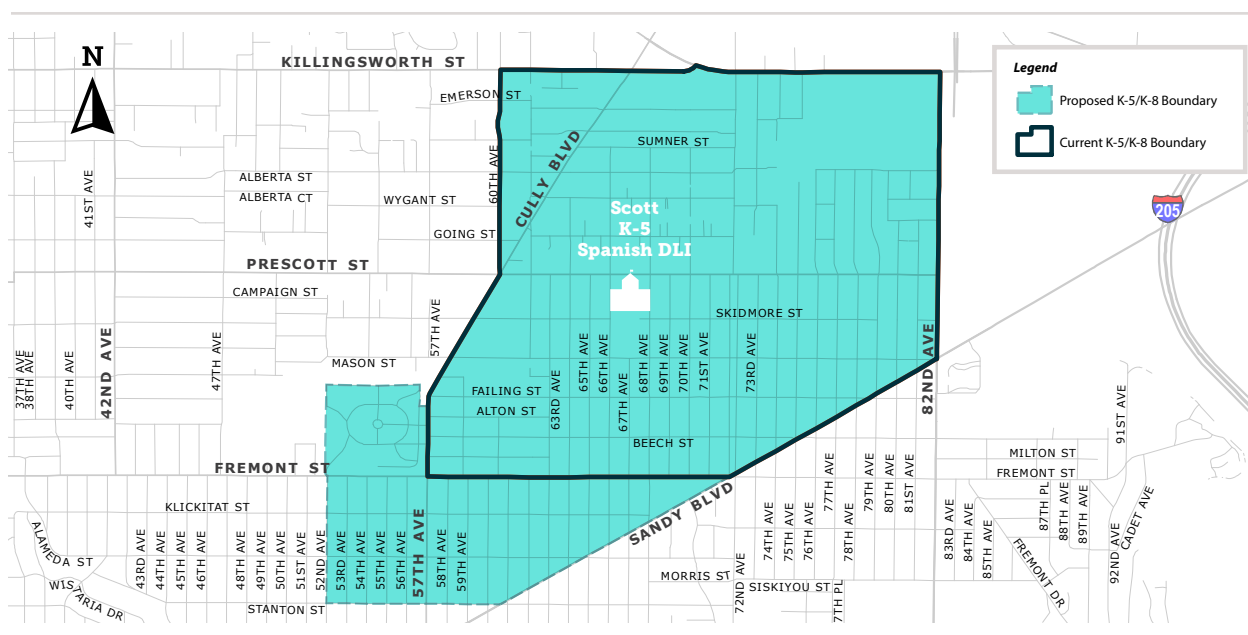 N
KILLINGSWORTH ST
EMERSON ST
SUMNER ST
CULLY BLVD
60TH AVE
41ST AVE
ALBERTA ST
ALBERTA CT
WYGANT ST
GOING ST
PRESCOTT ST
CAMPAIGN ST
Scott
K-5
Spanish DLI
Legend
Proposed K-5/K-8 Boundary
Current K-5/K-8 Boundary
205
SKIDMORE ST
37TH AVE
38TH AVE
40TH AVE
42ND AVE
47TH AVE
57TH AVE
MASON ST
FAILING ST
ALTON ST
63RD AVE
65TH AVE
66TH AVE
67TH AVE
68TH AVE
69TH AVE
70TH AVE
71ST AVE
73RD AVE
82ND AVE
91ST AVE
BEECH ST
FREMONT ST
MILTON ST
FREMONT ST
KLICKITAT ST
SANDY BLVD
ALAMEDA ST
WISTARIA DR
43RD AVE
44TH AVE
45TH AVE
46TH AVE
48TH AVE
49TH AVE
50TH AVE
51ST AVE
52ND AVE
53RD AVE
54TH AVE
55TH AVE
56TH AVE
57TH AVE
58TH AVE
59TH AVE
72ND AVE
74TH AVE
75TH AVE
76TH AVE
77TH AVE
78TH AVE
79TH AVE
80TH AVE
81ST AVE
83RD AVE
84TH AVE
85TH AVE
87TH PL
88TH AVE
89TH AVE
92ND AVE
CADET AVE
FREMONT DR
MORRIS ST
SISKIYOU ST
7TH PL
STANTON ST